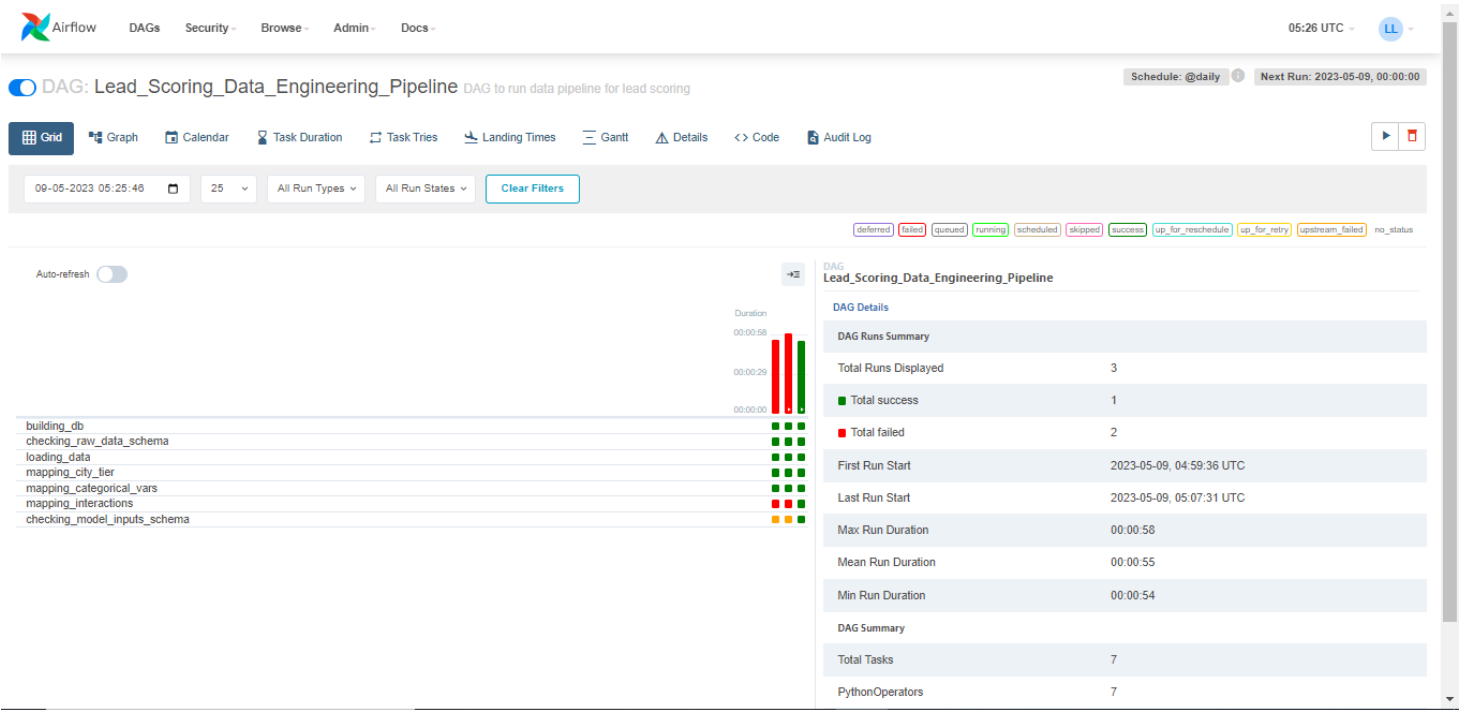 Airflow DAGs Security Browse Admin Docs 05:26 UTC LL
DAG: Lead_Scoring_Data_Engineering_Pipeline DAG to run data pipeline for lead scoring Schedule: @daily Next Run: 2023-05-09, 00:00:00
Grid Graph Calendar Task Duration Task Tries Landing Times Gantt Details <> Code Audit Log
09-05-2023 05:25:46 25 All Run Types All Run States Clear Filters
deferred failed queued running scheduled skipped success up_for_reschedule up_for_retry upstream_failed no_status
Auto-refresh
Duration
00:00:58
00:00:29
00:00:00
building_db
checking_raw_data_schema
loading_data
mapping_city_tier
mapping_categorical_vars
mapping_interactions
checking_model_inputs_schema
DAG
Lead_Scoring_Data_Engineering_Pipeline
DAG Details
DAG Runs Summary
Total Runs Displayed 3
Total success 1
Total failed 2
First Run Start 2023-05-09, 04:59:36 UTC
Last Run Start 2023-05-09, 05:07:31 UTC
Max Run Duration 00:00:58
Mean Run Duration 00:00:55
Min Run Duration 00:00:54
DAG Summary
Total Tasks 7
PythonOperators 7